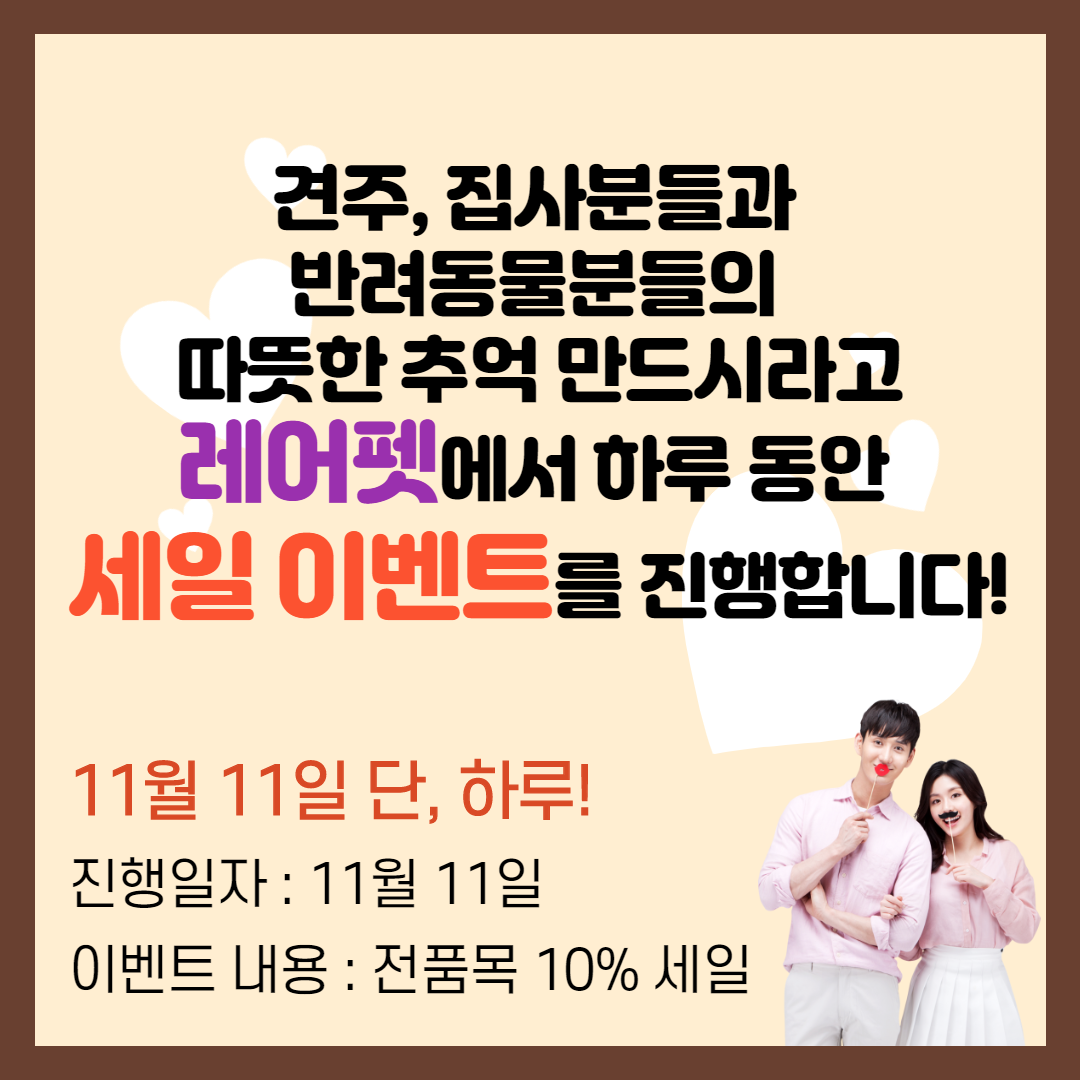 견주, 집사분들과
반려동물분들의
따뜻한 추억 만드시라고
레어펫에서 하루 동안
세일 이벤트를 진행합니다!
11월 11일 단, 하루!
진행일자 : 11월 11일
이벤트 내용 : 전품목 10% 세일